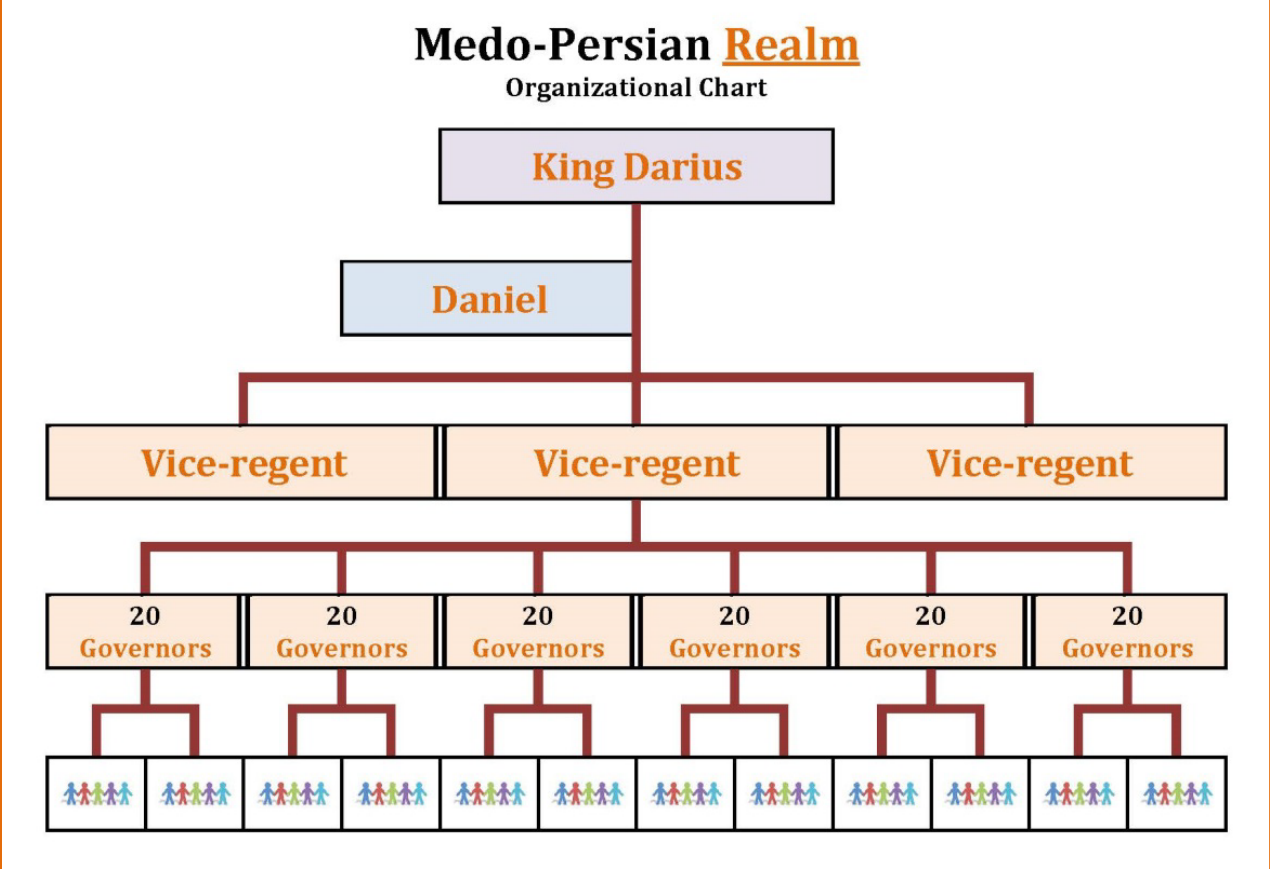 Medo-Persian Realm
Organizational Chart
King Darius
Daniel
Vice-regent
Vice-regent
Vice-regent
20
Governors
20
Governors
20
Governors
20
Governors
20
Governors
20
Governors